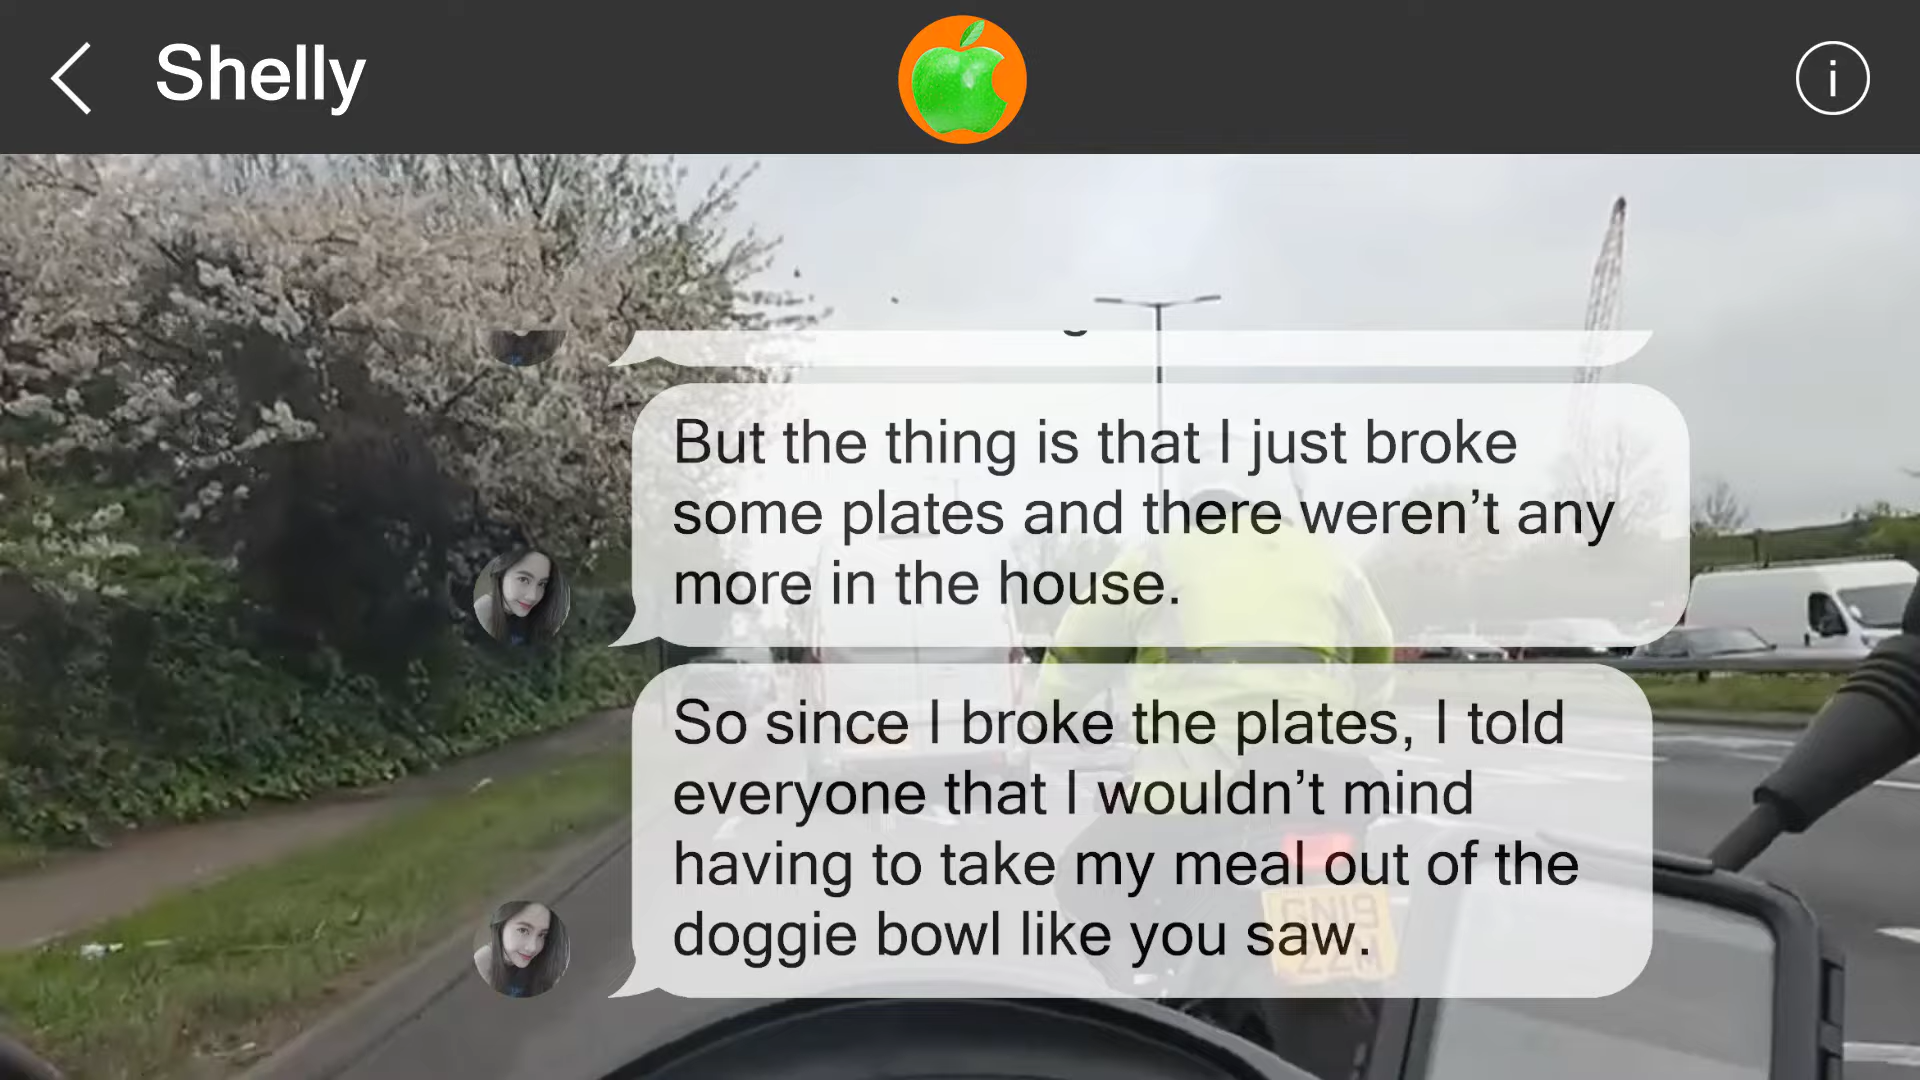 Shelly
i
But the thing is that I just broke
some plates and there weren’t any
more in the house.
So since I broke the plates, I told
everyone that I wouldn’t mind
having to take my meal out of the
doggie bowl like you saw.
GN19